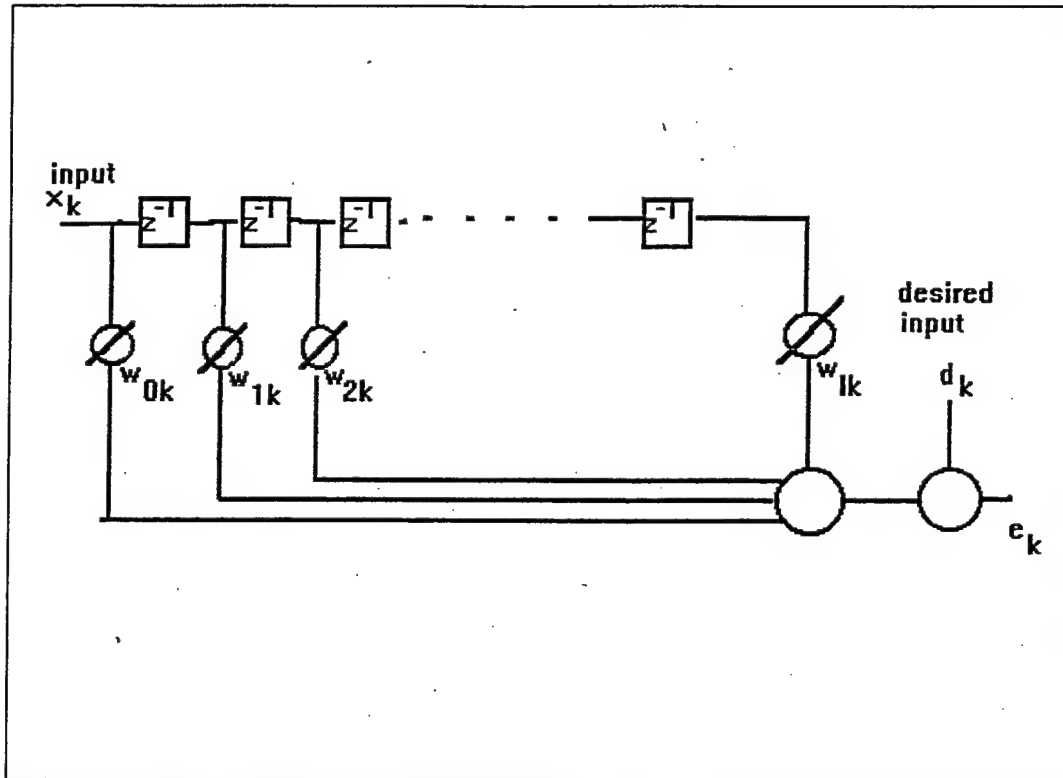 input
x_k
z^-1 z^-1 z^-1 z^-1
desired
input
w_0k w_1k w_2k w_lk
d_k
e_k